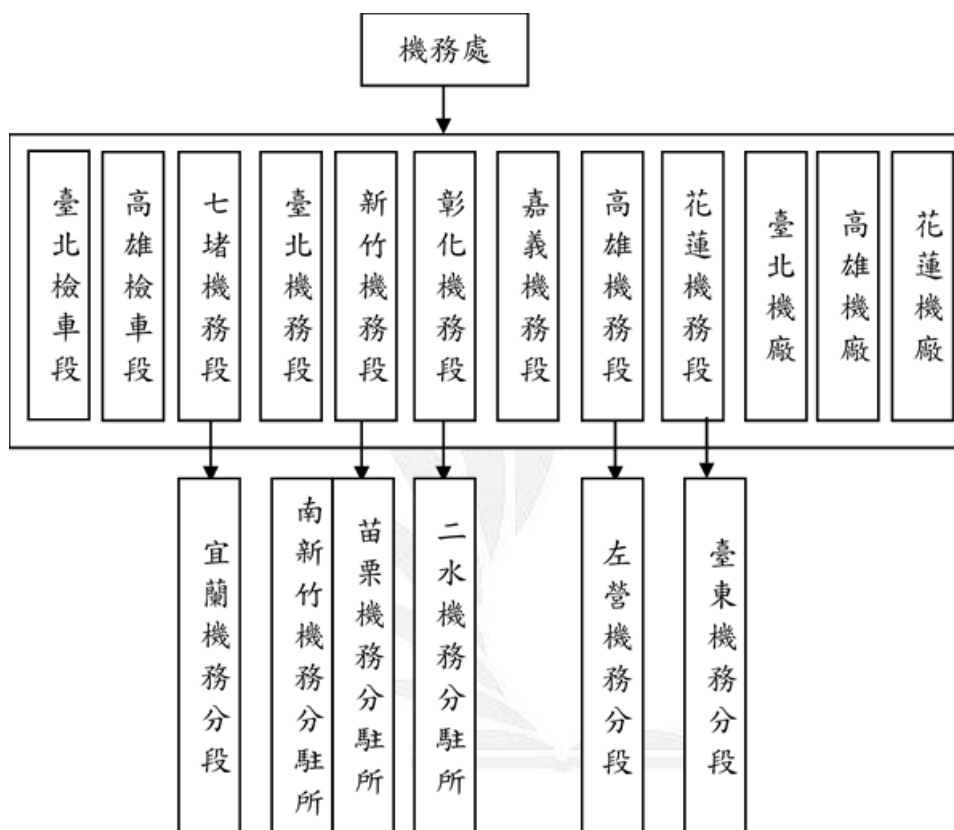 機務處
臺北檢車段
高雄檢車段
七堵機務段
臺北機務段
新竹機務段
彰化機務段
嘉義機務段
高雄機務段
花蓮機務段
臺北機廠
高雄機廠
花蓮機廠
宜蘭機務分段
南新竹機務分駐所
苗栗機務分駐所
二水機務分駐所
左營機務分段
臺東機務分段